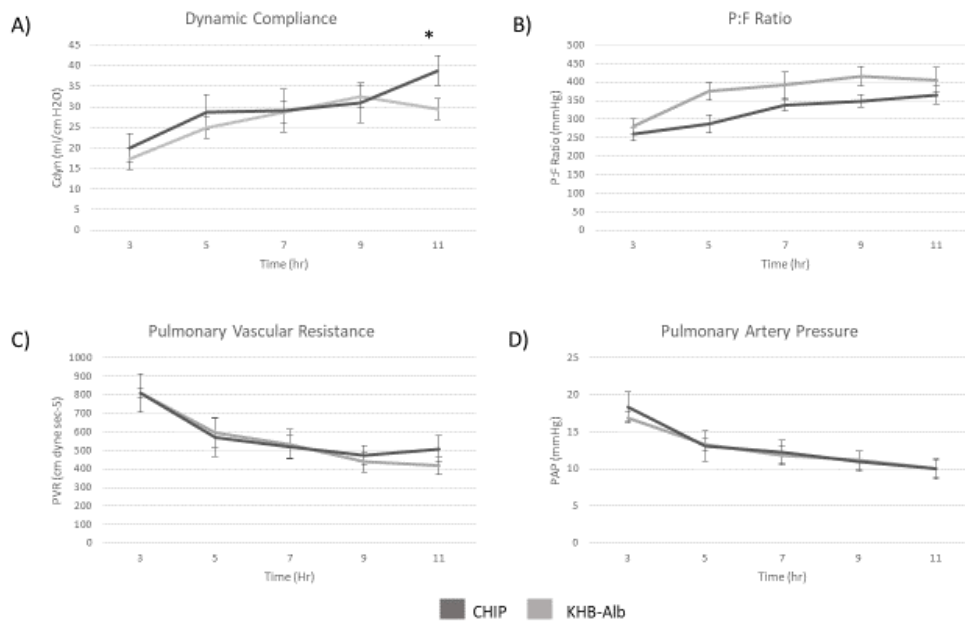 A)
Dynamic Compliance
*
45
40
35
30
25
20
15
10
5
0
Cdyn (ml/cm H2O)
3 5 7 9 11
Time (hr)
B)
P:F Ratio
500
450
400
350
300
250
200
150
100
50
0
P:F Ratio (mmHg)
3 5 7 9 11
Time (hr)
C)
Pulmonary Vascular Resistance
1000
900
800
700
600
500
400
300
200
100
0
PVR (cm dyne sec-5)
3 5 7 9 11
Time (Hr)
D)
Pulmonary Artery Pressure
25
20
15
10
5
0
PAP (mmHg)
3 5 7 9 11
Time (hr)
CHIP KHB-Alb